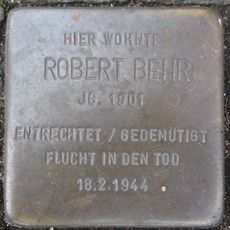 HIER WOHNTE
ROBERT BEHR
JG. 1901
ENTRECHTET / GEDEMÜTIGT
FLUCHT IN DEN TOD
18.2.1944